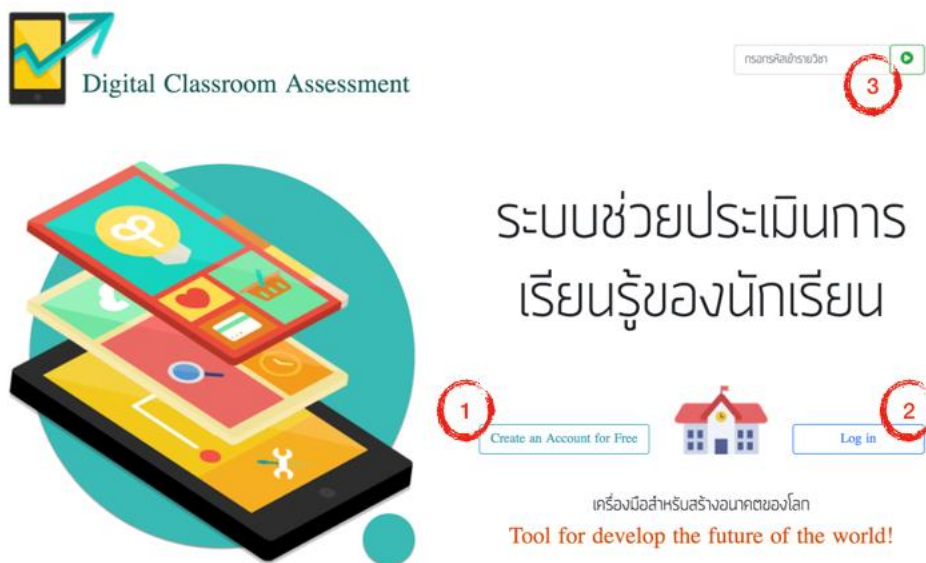 Digital Classroom Assessment
กรอกรหัสเข้ารายวิชา
3
ระบบช่วยประเมินการ
เรียนรู้ของนักเรียน
1
2
Create an Account for Free
Log in
เครื่องมือสำหรับสร้างอนาคตของโลก
Tool for develop the future of the world!